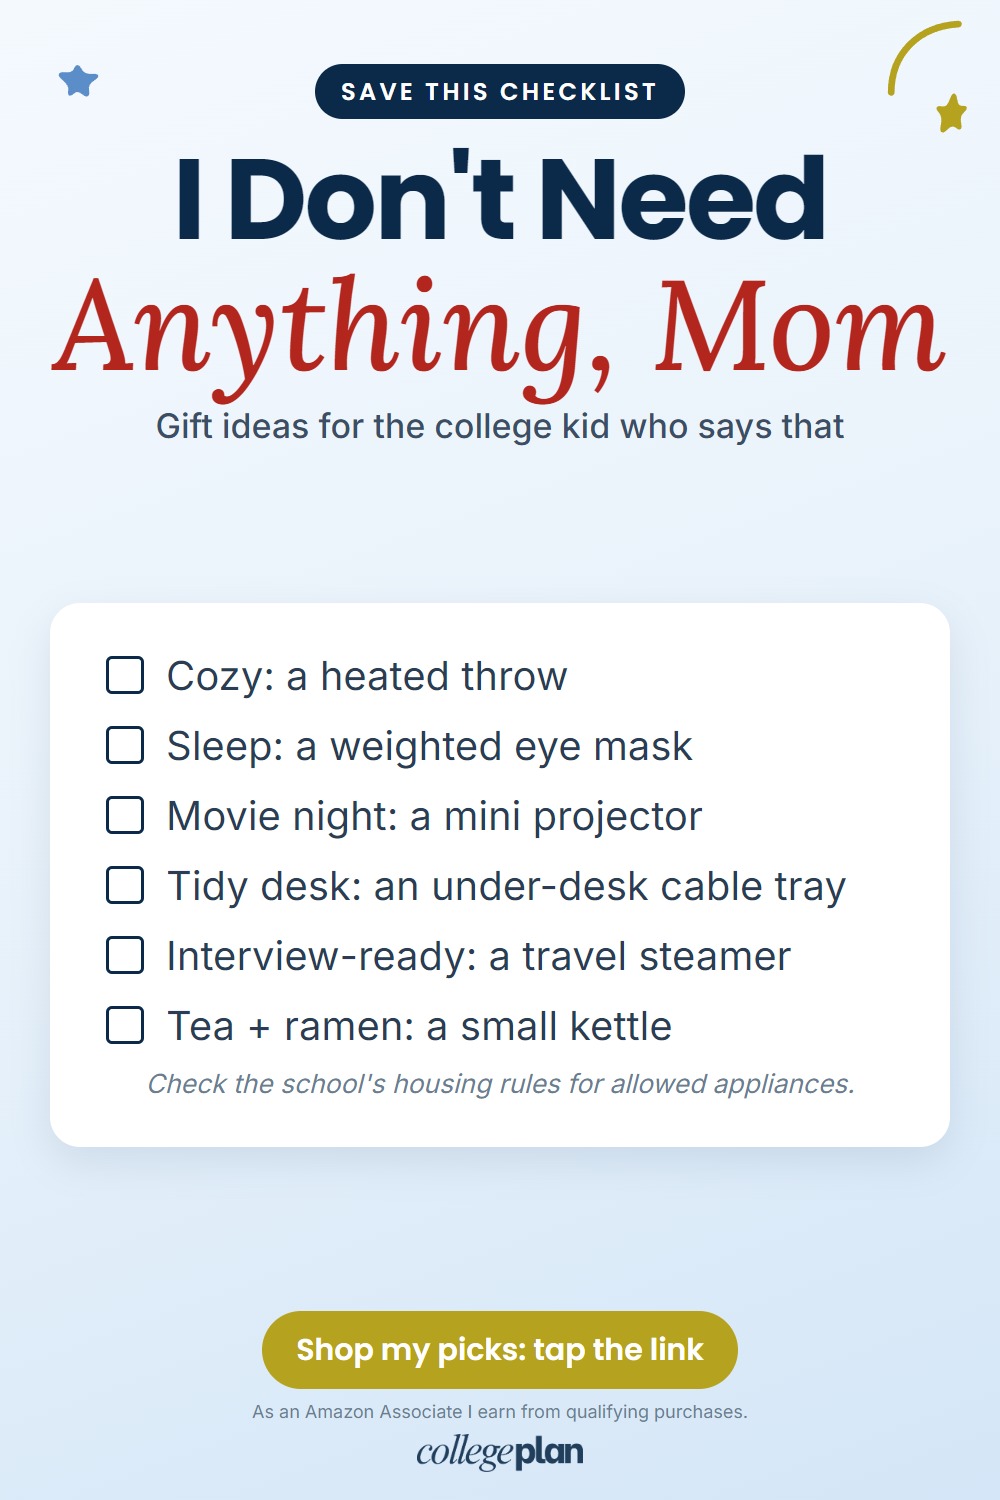 SAVE THIS CHECKLIST
I Don't Need
Anything, Mom
Gift ideas for the college kid who says that
Cozy: a heated throw
Sleep: a weighted eye mask
Movie night: a mini projector
Tidy desk: an under-desk cable tray
Interview-ready: a travel steamer
Tea + ramen: a small kettle
Check the school's housing rules for allowed appliances.
Shop my picks: tap the link
As an Amazon Associate I earn from qualifying purchases.
collegeplan